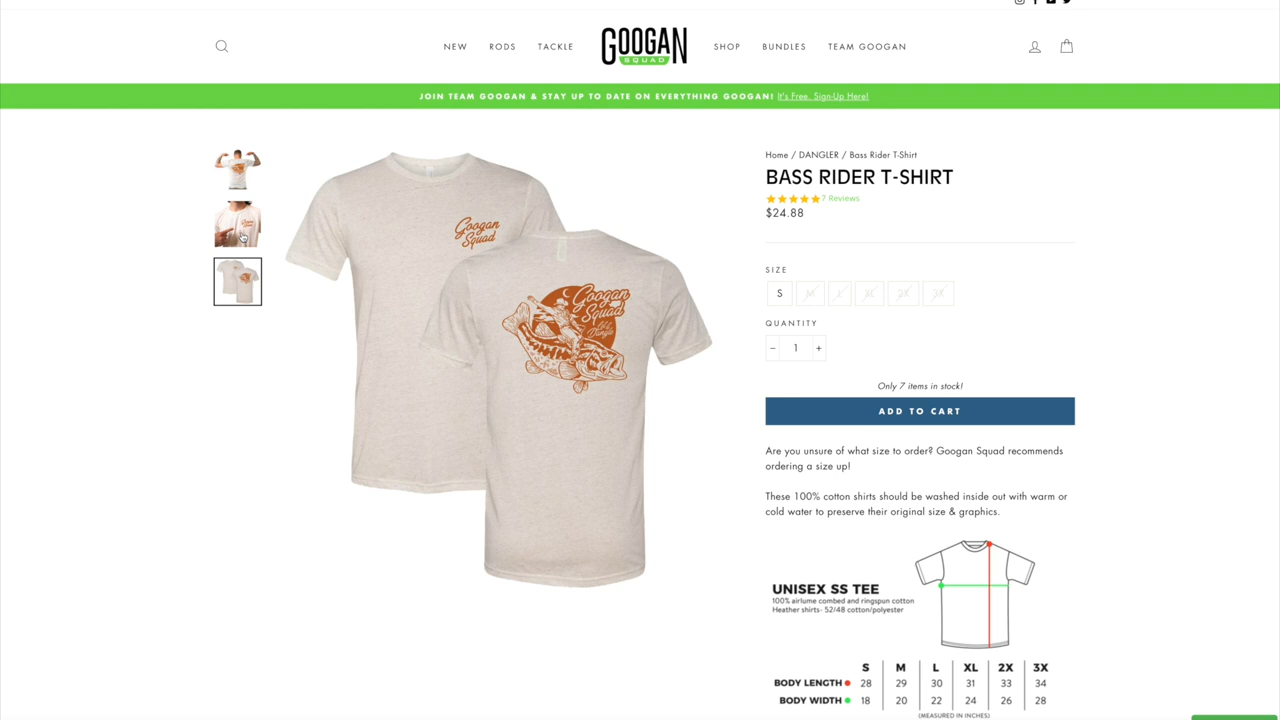 NEW
RODS
TACKLE
GOOGAN
SQUAD
SHOP
BUNDLES
TEAM GOOGAN
JOIN TEAM GOOGAN & STAY UP TO DATE ON EVERYTHING GOOGAN! It's Free. Sign-Up Here!
Home / DANGLER / Bass Rider T-Shirt
BASS RIDER T-SHIRT
7 Reviews
$24.88
Googan
Squad
Googan
Squad
SIZE
S M L XL 2X 3X
QUANTITY
− 1 +
Only 7 items in stock!
ADD TO CART
Are you unsure of what size to order? Googan Squad recommends
ordering a size up!
These 100% cotton shirts should be washed inside out with warm or
cold water to preserve their original size & graphics.
UNISEX SS TEE
100% airlume combed and ringspun cotton
Heather shirts- 52/48 cotton/polyester
S M L XL 2X 3X
BODY LENGTH 28 29 30 31 33 34
BODY WIDTH 18 20 22 24 26 28
(MEASURED IN INCHES)